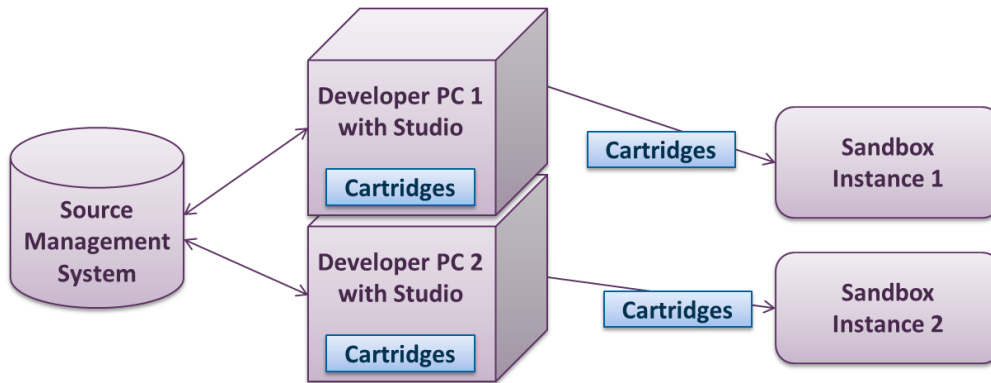 Source
Management
System
Developer PC 1
with Studio
Cartridges
Developer PC 2
with Studio
Cartridges
Cartridges
Sandbox
Instance 1
Cartridges
Sandbox
Instance 2